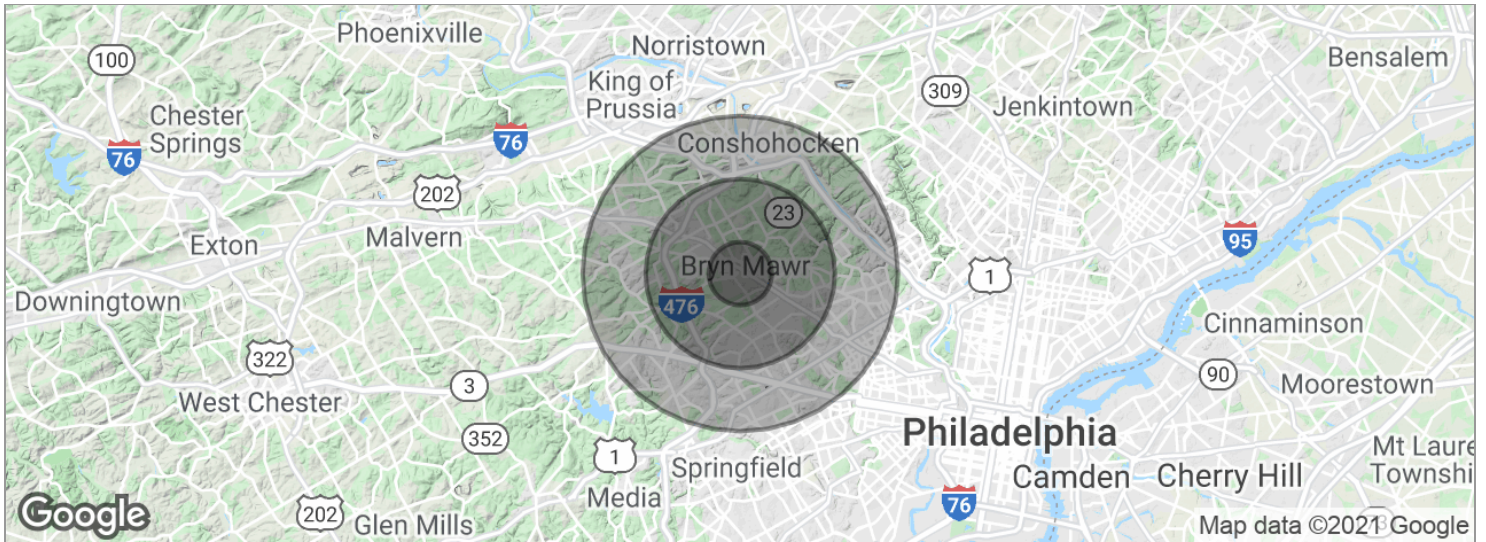 Phoenixville
Norristown
Bensalem
100
King of
Prussia
309
Jenkintown
Chester
Springs
76
76
Conshohocken
202
23
Exton
Malvern
95
Bryn Mawr
1
476
Downingtown
Cinnaminson
322
3
90
Moorestown
West Chester
352
Philadelphia
1
Springfield
Mt Laure
Townshi
Camden
Cherry Hill
Media
76
202
Glen Mills
Google
Map data ©2021 Google